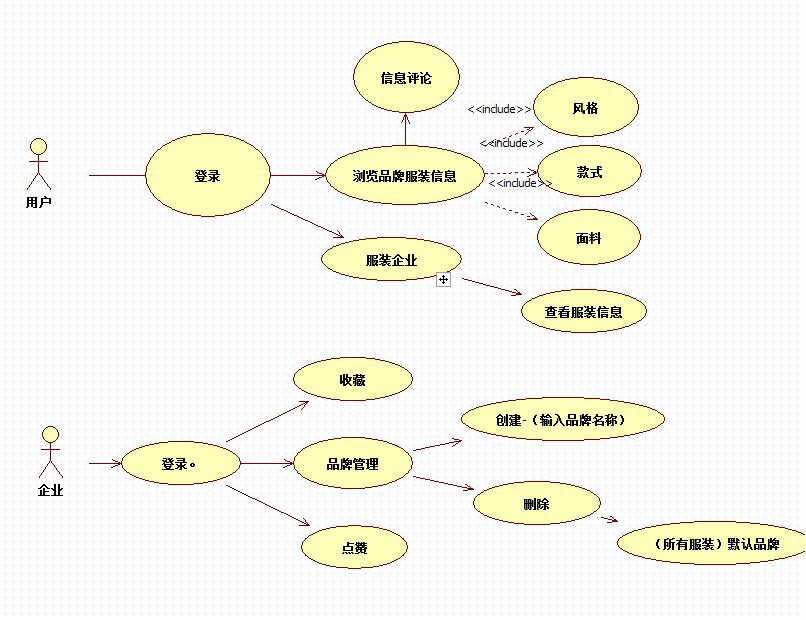 信息评论
<<include>>
风格
<<include>>
用户
登录
浏览品牌服装信息
款式
<<include>>
面料
服装企业
查看服装信息
收藏
创建-（输入品牌名称）
企业
登录。
品牌管理
删除
点赞
（所有服装）默认品牌